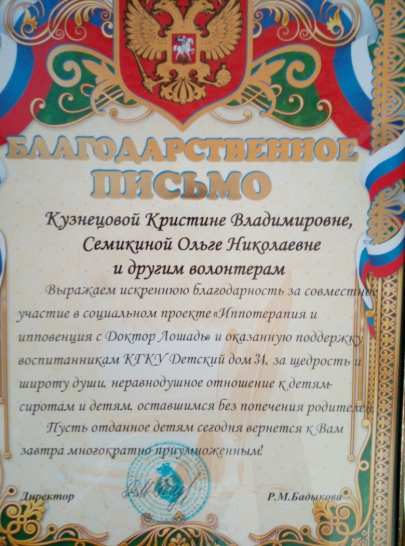 БЛАГОДАРСТВЕННОЕ
ПИСЬМО
Кузнецовой Кристине Владимировне,
Семикиной Ольге Николаевне
и другим волонтерам
Выражаем искреннюю благодарность за совместное
участие в социальном проекте «Иппотерапия и
ипповенция с Доктор Лошадь» и оказанную поддержку
воспитанникам КГКУ Детский дом 34, за щедрость и
широту души, неравнодушное отношение к детям-
сиротам и детям, оставшимся без попечения родителей.
Пусть отданное детям сегодня вернется к Вам
завтра многократно приумноженным!
Директор Р.М.Бадыкова